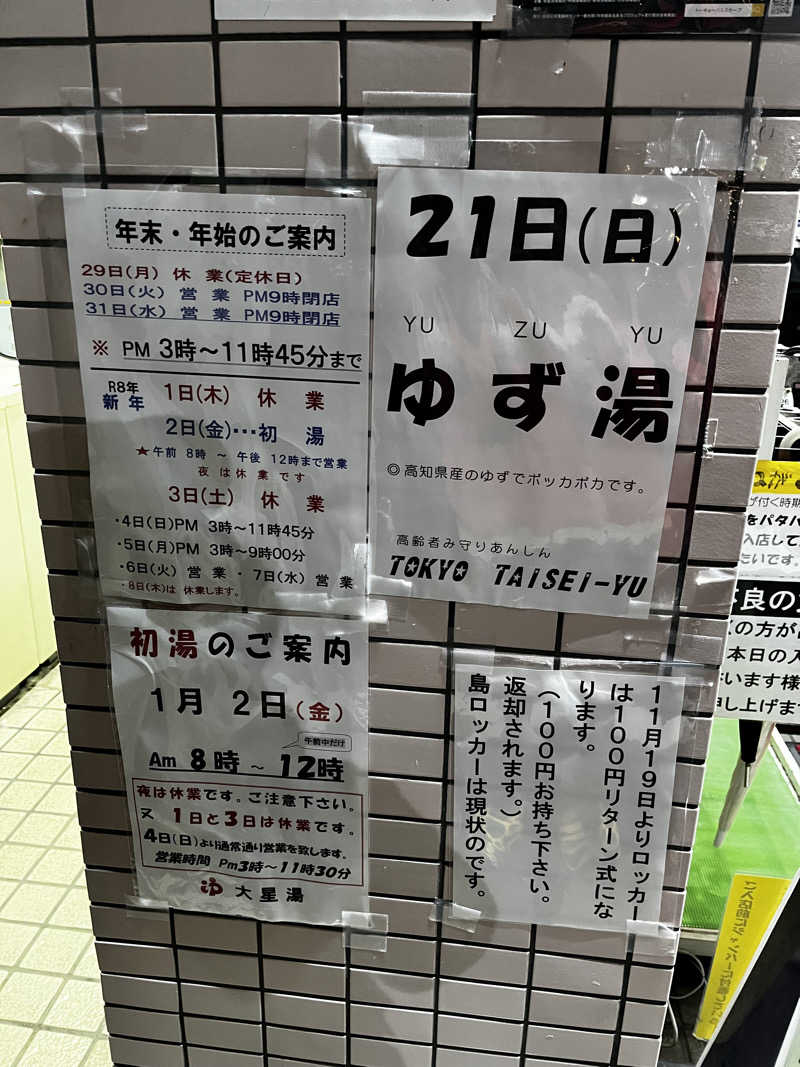 年末・年始のご案内
29日(月) 休 業(定休日)
30日(火) 営 業 PM9時閉店
31日(水) 営 業 PM9時閉店
※ PM 3時～11時45分まで
R8年
新年
1日(木) 休 業
2日(金)…初 湯
★午前 8時 ～ 午後 12時まで営業
夜 は 休 業 で す
3日(土) 休 業
・4日(日)PM 3時～11時45分
・5日(月)PM 3時～9時00分
・6日(火) 営 業 ・ 7日(水) 営 業
・8日(木)は 休業します。
21日(日)
YU ZU YU
ゆ ず 湯
◎高知県産のゆずでポッカポカです。
高齢者み守りあんしん
TOKYO TAISEI-YU
初湯のご案内
1月 2日(金)
午前中だけ
Am 8時 ～ 12時
夜は休業です。ご注意下さい。
又 1日と3日は休業です。
4日(日)より通常通り営業を致します。
営業時間 Pm3時～11時30分
ゆ 大星湯
11月19日よりロッカー
は100円リターン式にな
ります。
(100円お持ち下さい。
返却されます。)
島ロッカーは現状のです。